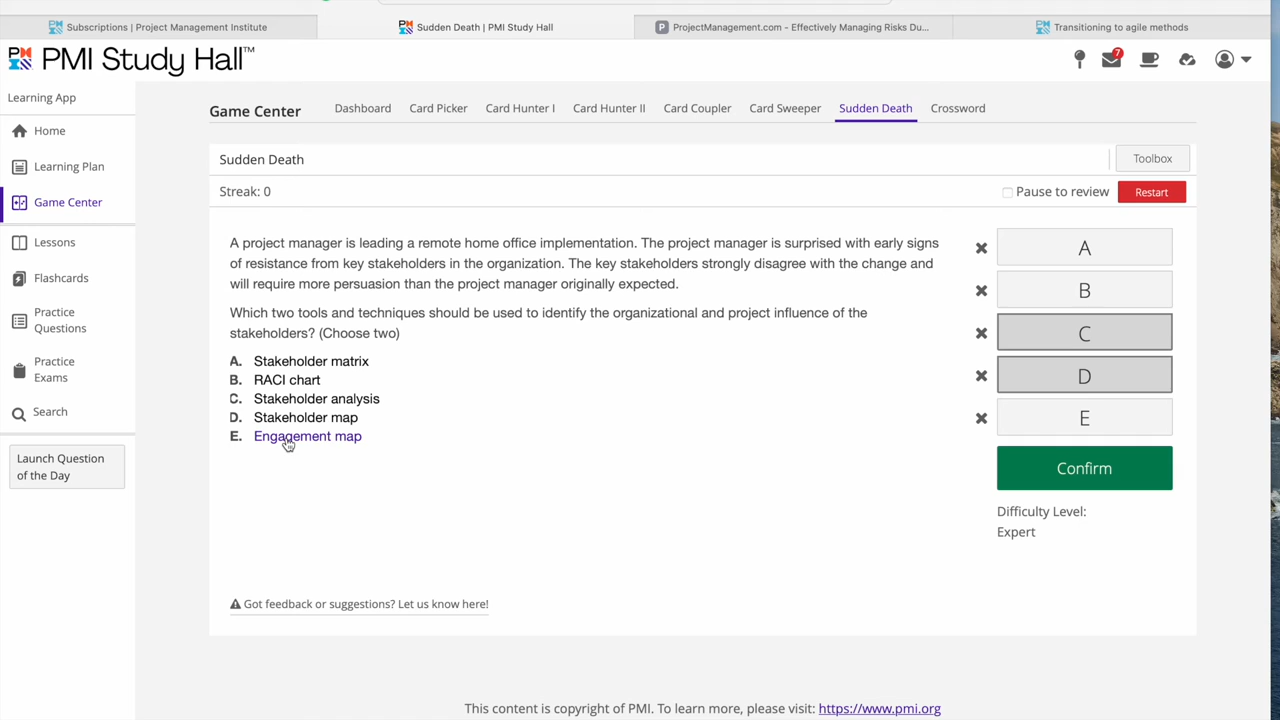 Subscriptions | Project Management Institute
Sudden Death | PMI Study Hall
P ProjectManagement.com - Effectively Managing Risks Du...
Transitioning to agile methods
PMI Study Hall™
7
Learning App
Home
Learning Plan
Game Center
Lessons
Flashcards
Practice
Questions
Practice
Exams
Search
Launch Question
of the Day
Game Center
Dashboard
Card Picker
Card Hunter I
Card Hunter II
Card Coupler
Card Sweeper
Sudden Death
Crossword
Sudden Death
Toolbox
Streak: 0
Pause to review
Restart
A project manager is leading a remote home office implementation. The project manager is surprised with early signs
of resistance from key stakeholders in the organization. The key stakeholders strongly disagree with the change and
will require more persuasion than the project manager originally expected.
Which two tools and techniques should be used to identify the organizational and project influence of the
stakeholders? (Choose two)
A. Stakeholder matrix
B. RACI chart
C. Stakeholder analysis
D. Stakeholder map
E. Engagement map
A
B
C
D
E
Confirm
Difficulty Level:
Expert
Got feedback or suggestions? Let us know here!
This content is copyright of PMI. To learn more, please visit: https://www.pmi.org